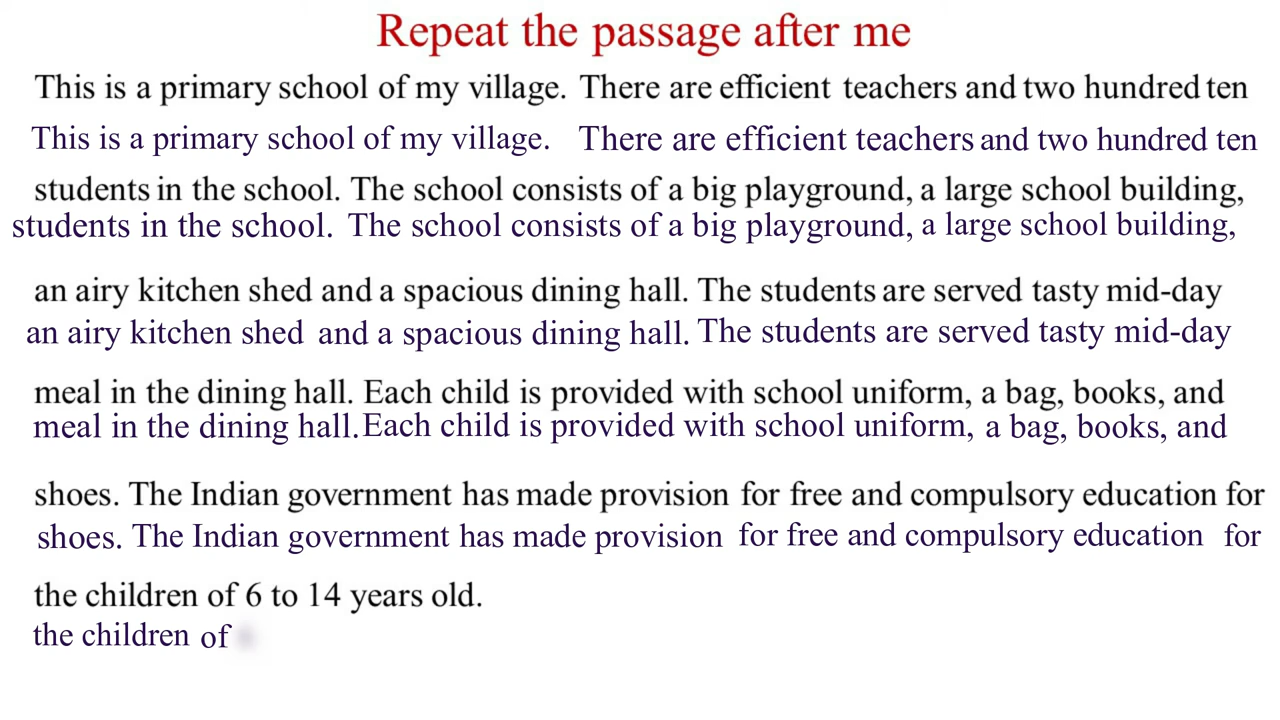 Repeat the passage after me
This is a primary school of my village. There are efficient teachers and two hundred ten
This is a primary school of my village. There are efficient teachers and two hundred ten
students in the school. The school consists of a big playground, a large school building,
students in the school. The school consists of a big playground, a large school building,
an airy kitchen shed and a spacious dining hall. The students are served tasty mid-day
an airy kitchen shed and a spacious dining hall. The students are served tasty mid-day
meal in the dining hall. Each child is provided with school uniform, a bag, books, and
meal in the dining hall. Each child is provided with school uniform, a bag, books, and
shoes. The Indian government has made provision for free and compulsory education for
shoes. The Indian government has made provision for free and compulsory education for
the children of 6 to 14 years old.
the children of